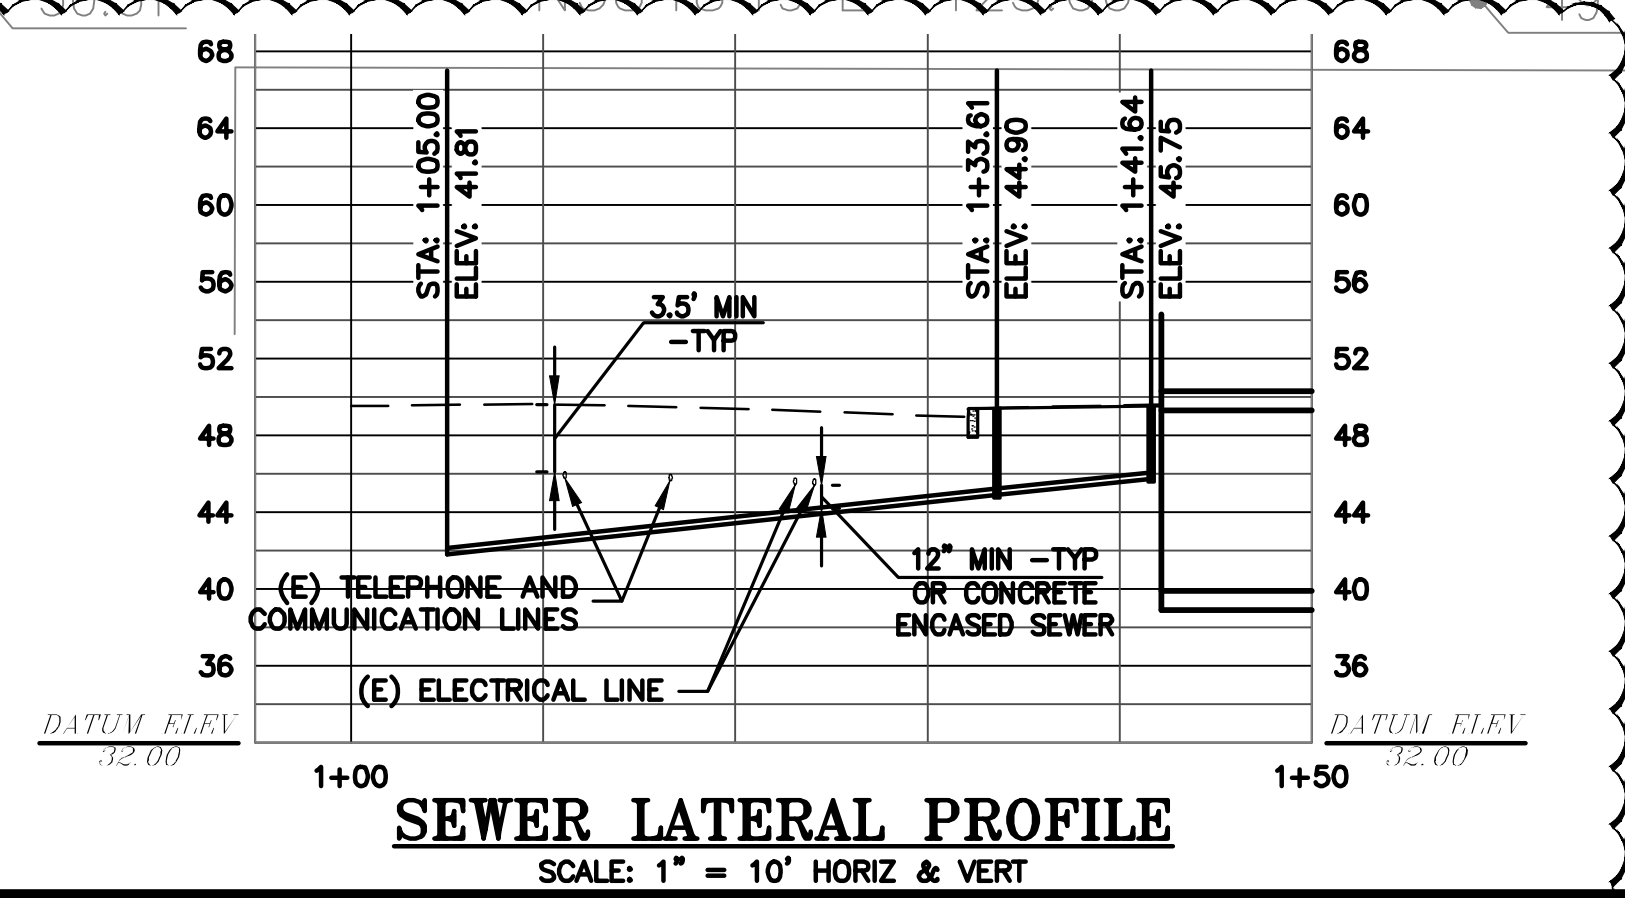 68
68
64
64
60
60
56
56
52
52
48
48
44
44
40
40
36
36
STA: 1+05.00
ELEV: 41.81
STA: 1+33.61
ELEV: 44.90
STA: 1+41.64
ELEV: 45.75
3.5' MIN
-TYP
12" MIN -TYP
OR CONCRETE
ENCASED SEWER
(E) TELEPHONE AND
COMMUNICATION LINES
(E) ELECTRICAL LINE
DATUM ELEV
32.00
DATUM ELEV
32.00
1+00
1+50
SEWER LATERAL PROFILE
SCALE: 1" = 10' HORIZ & VERT